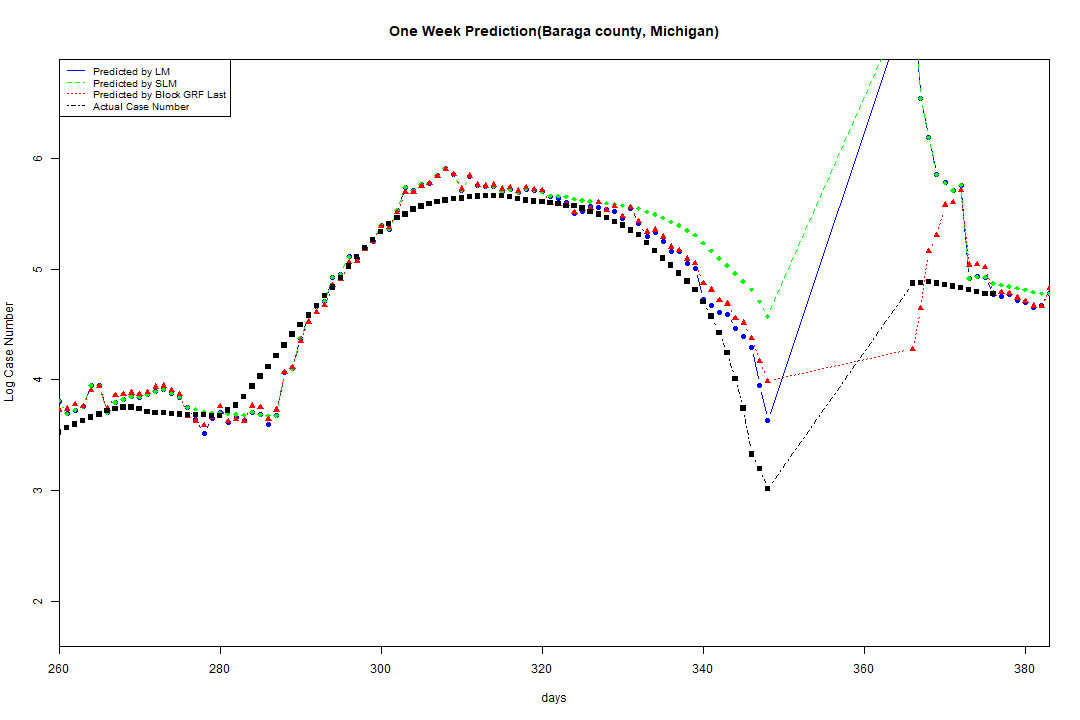 One Week Prediction(Baraga county, Michigan)
Predicted by LM
Predicted by SLM
Predicted by Block GRF Last
Actual Case Number
Log Case Number
6
5
4
3
2
260 280 300 320 340 360 380
days